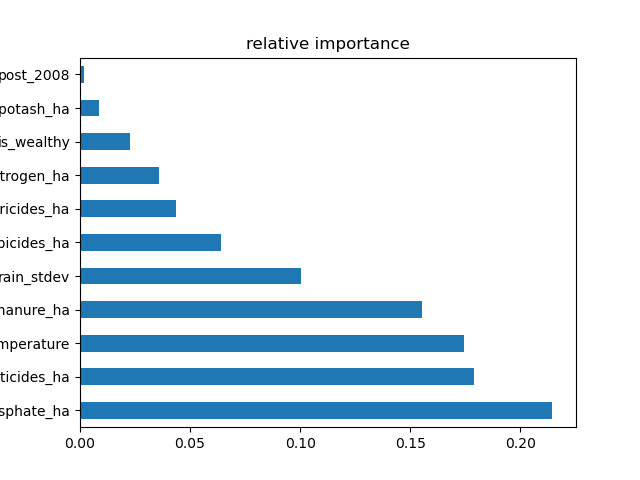 relative importance
post_2008
potash_ha
is_wealthy
trogen_ha
ricides_ha
bicides_ha
rain_stdev
manure_ha
mperature
ticides_ha
sphate_ha
0.00 0.05 0.10 0.15 0.20